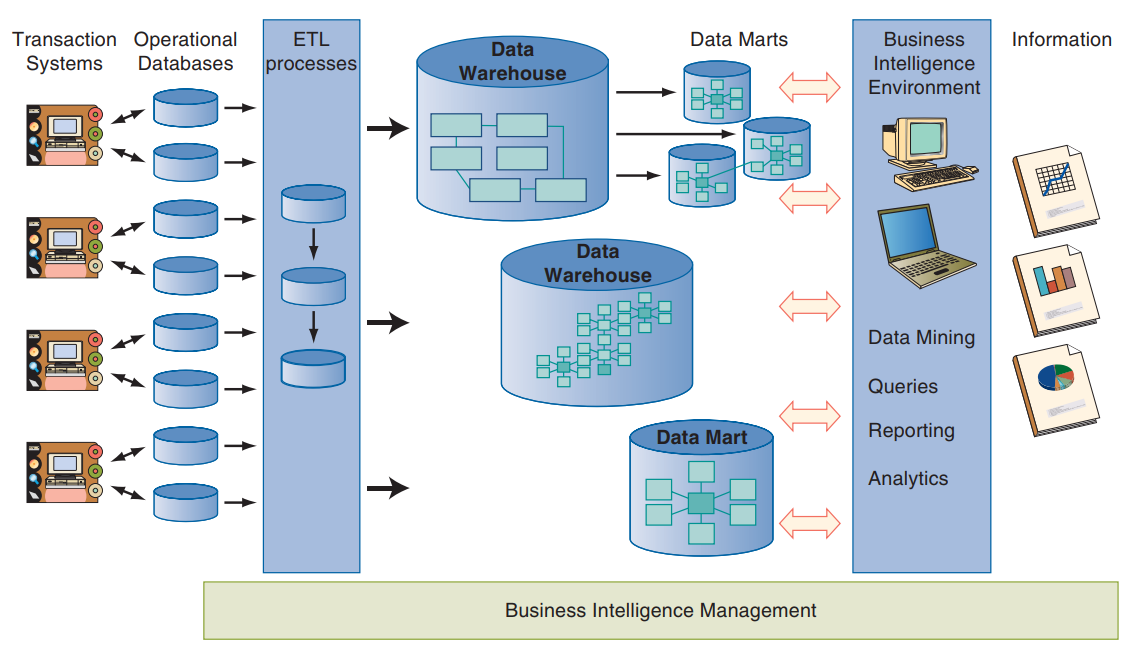 Transaction
Systems
Operational
Databases
ETL
processes
Data
Warehouse
Data Marts
Business
Intelligence
Environment
Information
Data
Warehouse
Data Mining
Queries
Reporting
Analytics
Data Mart
Business Intelligence Management